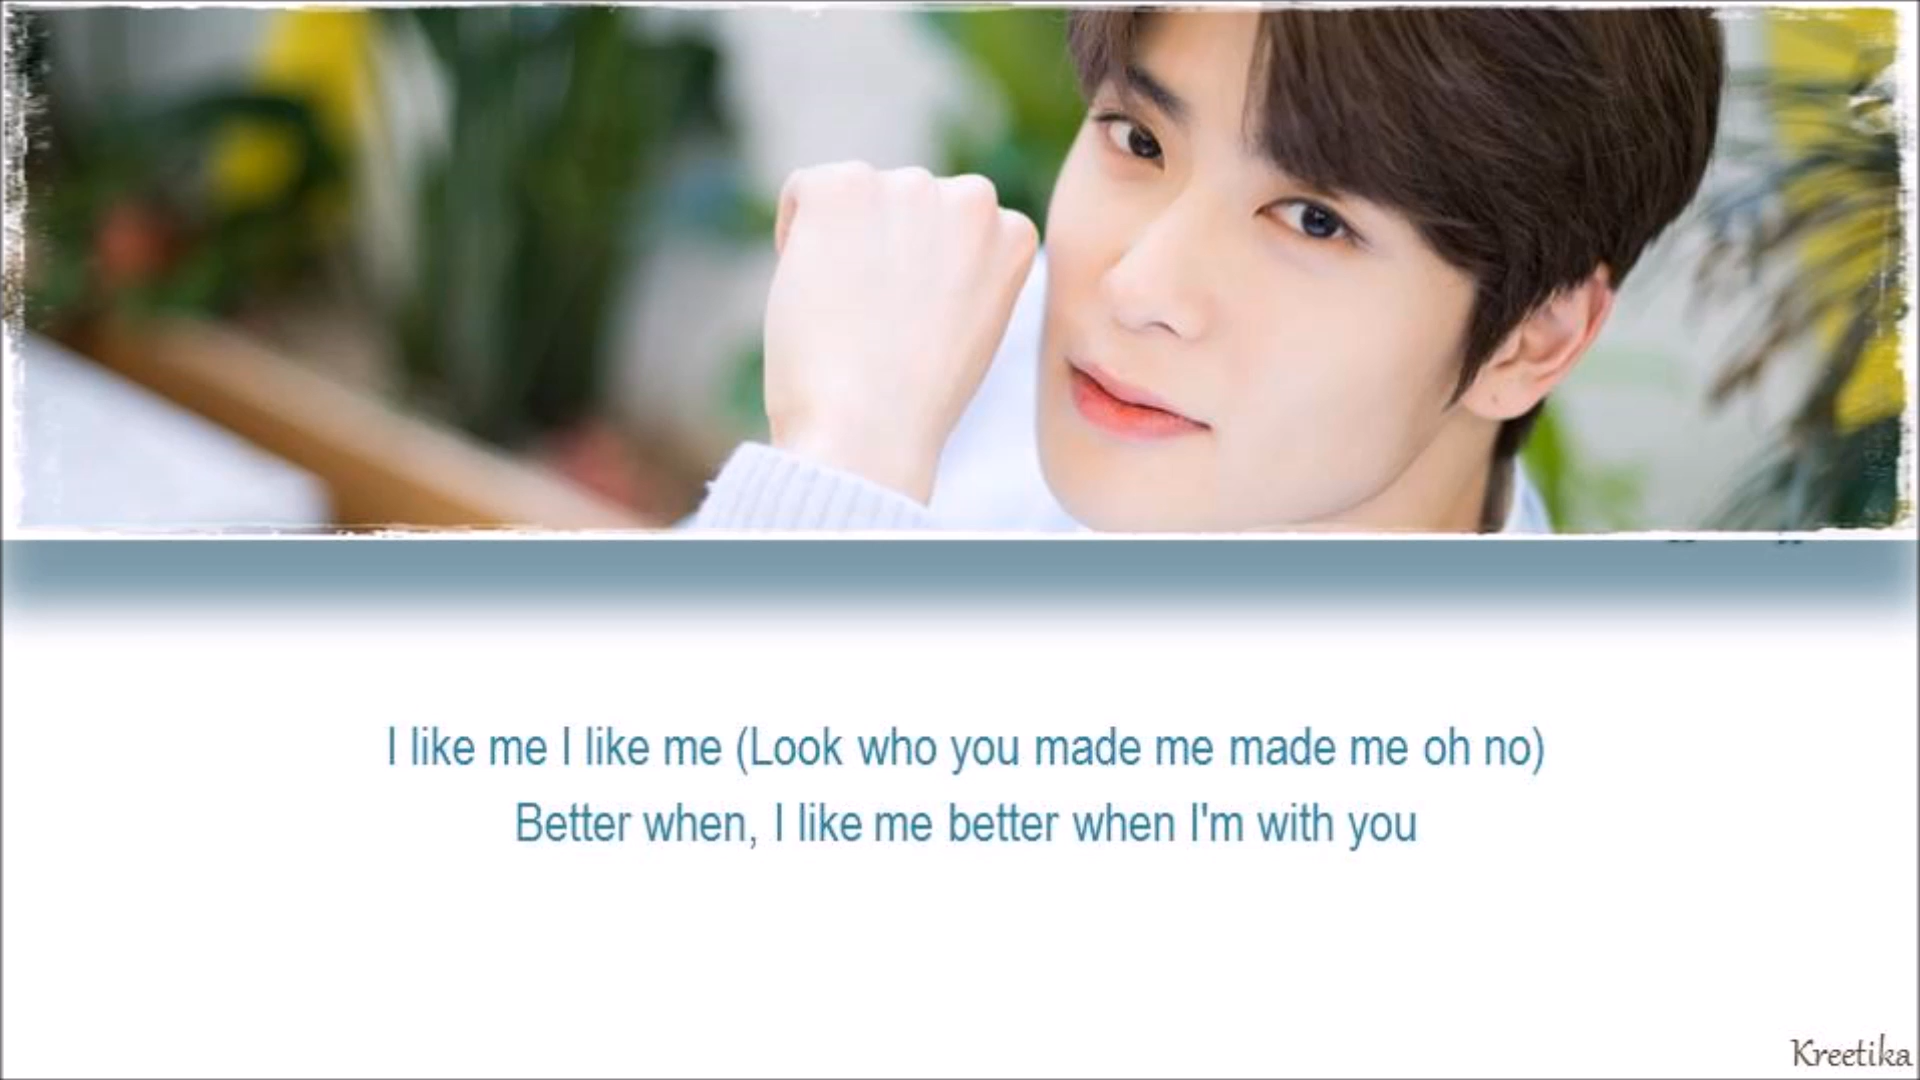 I like me I like me (Look who you made me made me oh no)
Better when, I like me better when I'm with you
Kreetika